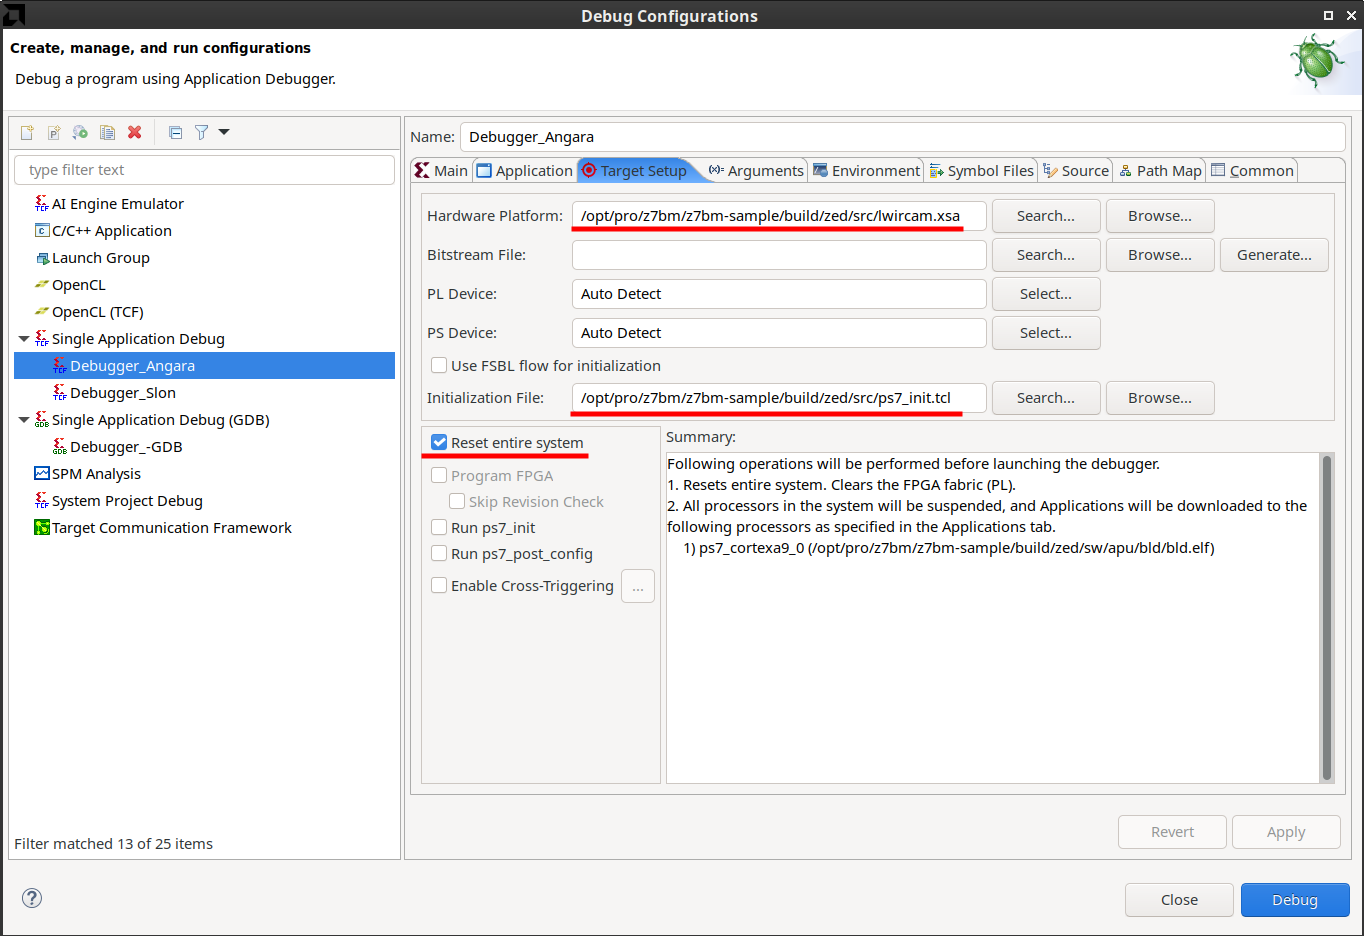 Debug Configurations
Create, manage, and run configurations
Debug a program using Application Debugger.
type filter text
AI Engine Emulator
C/C++ Application
Launch Group
OpenCL
OpenCL (TCF)
Single Application Debug
Debugger_Angara
Debugger_Slon
Single Application Debug (GDB)
Debugger_-GDB
SPM Analysis
System Project Debug
Target Communication Framework
Filter matched 13 of 25 items
Name: Debugger_Angara
Main Application Target Setup Arguments Environment Symbol Files Source Path Map Common
Hardware Platform: /opt/pro/z7bm/z7bm-sample/build/zed/src/lwircam.xsa Search... Browse...
Bitstream File: Search... Browse... Generate...
PL Device: Auto Detect Select...
PS Device: Auto Detect Select...
Use FSBL flow for initialization
Initialization File: /opt/pro/z7bm/z7bm-sample/build/zed/src/ps7_init.tcl Search... Browse...
Reset entire system
Program FPGA
Skip Revision Check
Run ps7_init
Run ps7_post_config
Enable Cross-Triggering ...
Summary:
Following operations will be performed before launching the debugger.
1. Resets entire system. Clears the FPGA fabric (PL).
2. All processors in the system will be suspended, and Applications will be downloaded to the
following processors as specified in the Applications tab.
1) ps7_cortexa9_0 (/opt/pro/z7bm/z7bm-sample/build/zed/sw/apu/bld/bld.elf)
Revert Apply
? Close Debug